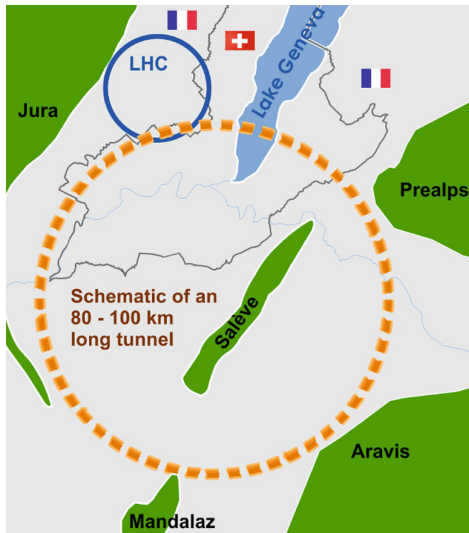 LHC
Lake Geneva
Jura
Prealps
Schematic of an
80 - 100 km
long tunnel
Salève
Aravis
Mandalaz